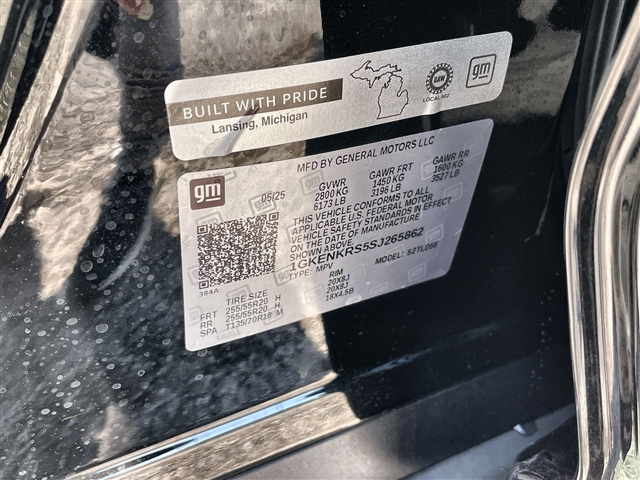 BUILT WITH PRIDE
Lansing, Michigan
UAW
LOCAL 602
gm
MFD BY GENERAL MOTORS LLC
gm
05/25
GVWR GAWR FRT GAWR RR
2800 KG 1450 KG 1600 KG
6173 LB 3196 LB 3527 LB
THIS VEHICLE CONFORMS TO ALL
APPLICABLE U.S. FEDERAL MOTOR
VEHICLE SAFETY STANDARDS IN EFFECT
ON THE DATE OF MANUFACTURE
SHOWN ABOVE
1GKENKRS5SJ265862
TYPE: MPV MODEL: 52TLD56
394A
TIRE SIZE RIM
FRT 255/55R20 H 20X8J
RR 255/55R20 H 20X8J
SPA T135/70R18 M 18X4.5B